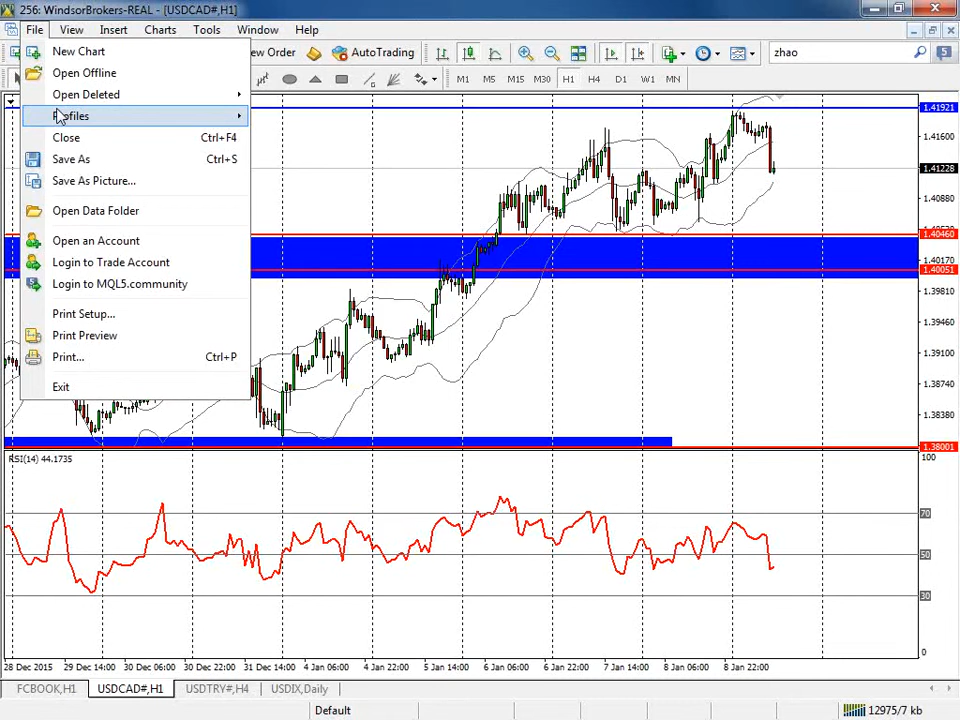 256: WindsorBrokers-REAL - [USDCAD#,H1]
File View Insert Charts Tools Window Help
New Order AutoTrading zhao 5
M1 M5 M15 M30 H1 H4 D1 W1 MN
New Chart
Open Offline
Open Deleted
Profiles
Close Ctrl+F4
Save As Ctrl+S
Save As Picture...
Open Data Folder
Open an Account
Login to Trade Account
Login to MQL5.community
Print Setup...
Print Preview
Print... Ctrl+P
Exit
1.41921
1.41600
1.41228
1.40880
1.40460
1.40170
1.40051
1.39810
1.39460
1.39100
1.38740
1.38380
1.38001
RSI(14) 44.1735
100
70
50
30
0
28 Dec 2015 29 Dec 14:00 30 Dec 06:00 30 Dec 22:00 31 Dec 14:00 4 Jan 06:00 4 Jan 22:00 5 Jan 14:00 6 Jan 06:00 6 Jan 22:00 7 Jan 14:00 8 Jan 06:00 8 Jan 22:00
FCBOOK,H1 USDCAD#,H1 USDTRY#,H4 USDIX,Daily
Default 12975/7 kb